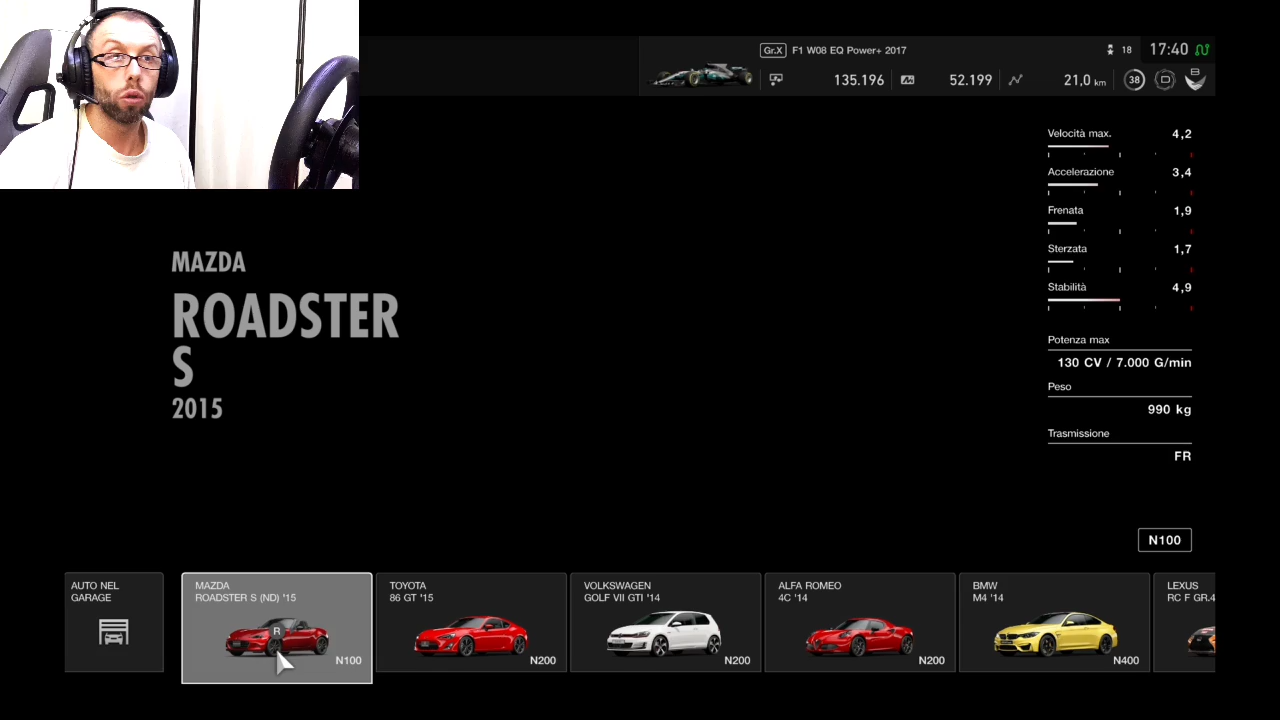 Gr.X F1 W08 EQ Power+ 2017
18
17:40
135.196
52.199
21,0 km
38
D
B
Velocità max. 4,2
Accelerazione 3,4
Frenata 1,9
Sterzata 1,7
Stabilità 4,9
Potenza max
130 CV / 7.000 G/min
Peso
990 kg
Trasmissione
FR
N100
MAZDA
ROADSTER
S
2015
AUTO NEL
GARAGE
MAZDA
ROADSTER S (ND) '15
R
N100
TOYOTA
86 GT '15
N200
VOLKSWAGEN
GOLF VII GTI '14
N200
ALFA ROMEO
4C '14
N200
BMW
M4 '14
N400
LEXUS
RC F GR.4